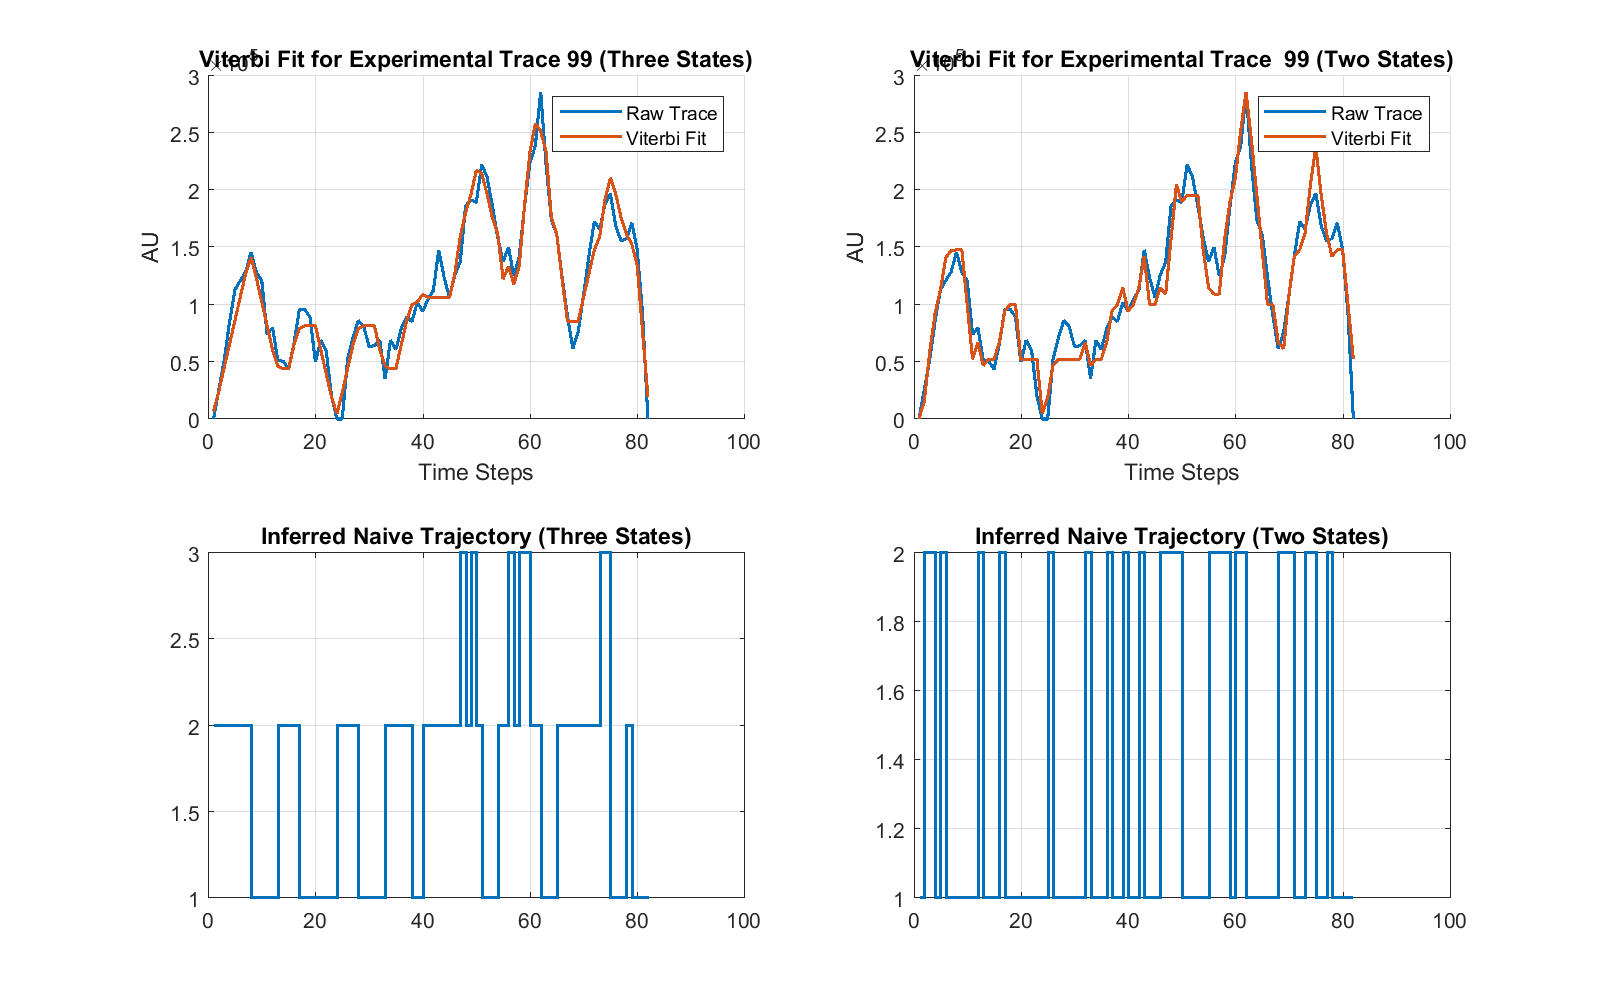 Viterbi Fit for Experimental Trace 99 (Three States)
×10^5
3
2.5
2
1.5
1
0.5
0
AU
0 20 40 60 80 100
Time Steps
Raw Trace
Viterbi Fit
Viterbi Fit for Experimental Trace 99 (Two States)
×10^5
3
2.5
2
1.5
1
0.5
0
AU
0 20 40 60 80 100
Time Steps
Raw Trace
Viterbi Fit
Inferred Naive Trajectory (Three States)
3
2.5
2
1.5
1
0 20 40 60 80 100
Inferred Naive Trajectory (Two States)
2
1.8
1.6
1.4
1.2
1
0 20 40 60 80 100